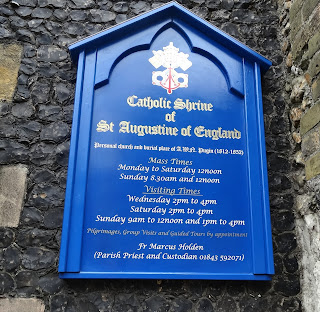 Catholic Shrine
of
St Augustine of England
Personal church and burial place of A.W.N. Pugin (1812-1852)
Mass Times
Monday to Saturday 12noon
Sunday 8.30am and 12noon
Visiting Times
Wednesday 2pm to 4pm
Saturday 2pm to 4pm
Sunday 9am to 12noon and 1pm to 4pm
Pilgrimages, Group Visits and Guided Tours by appointment
Fr Marcus Holden
(Parish Priest and Custodian 01843 592071)